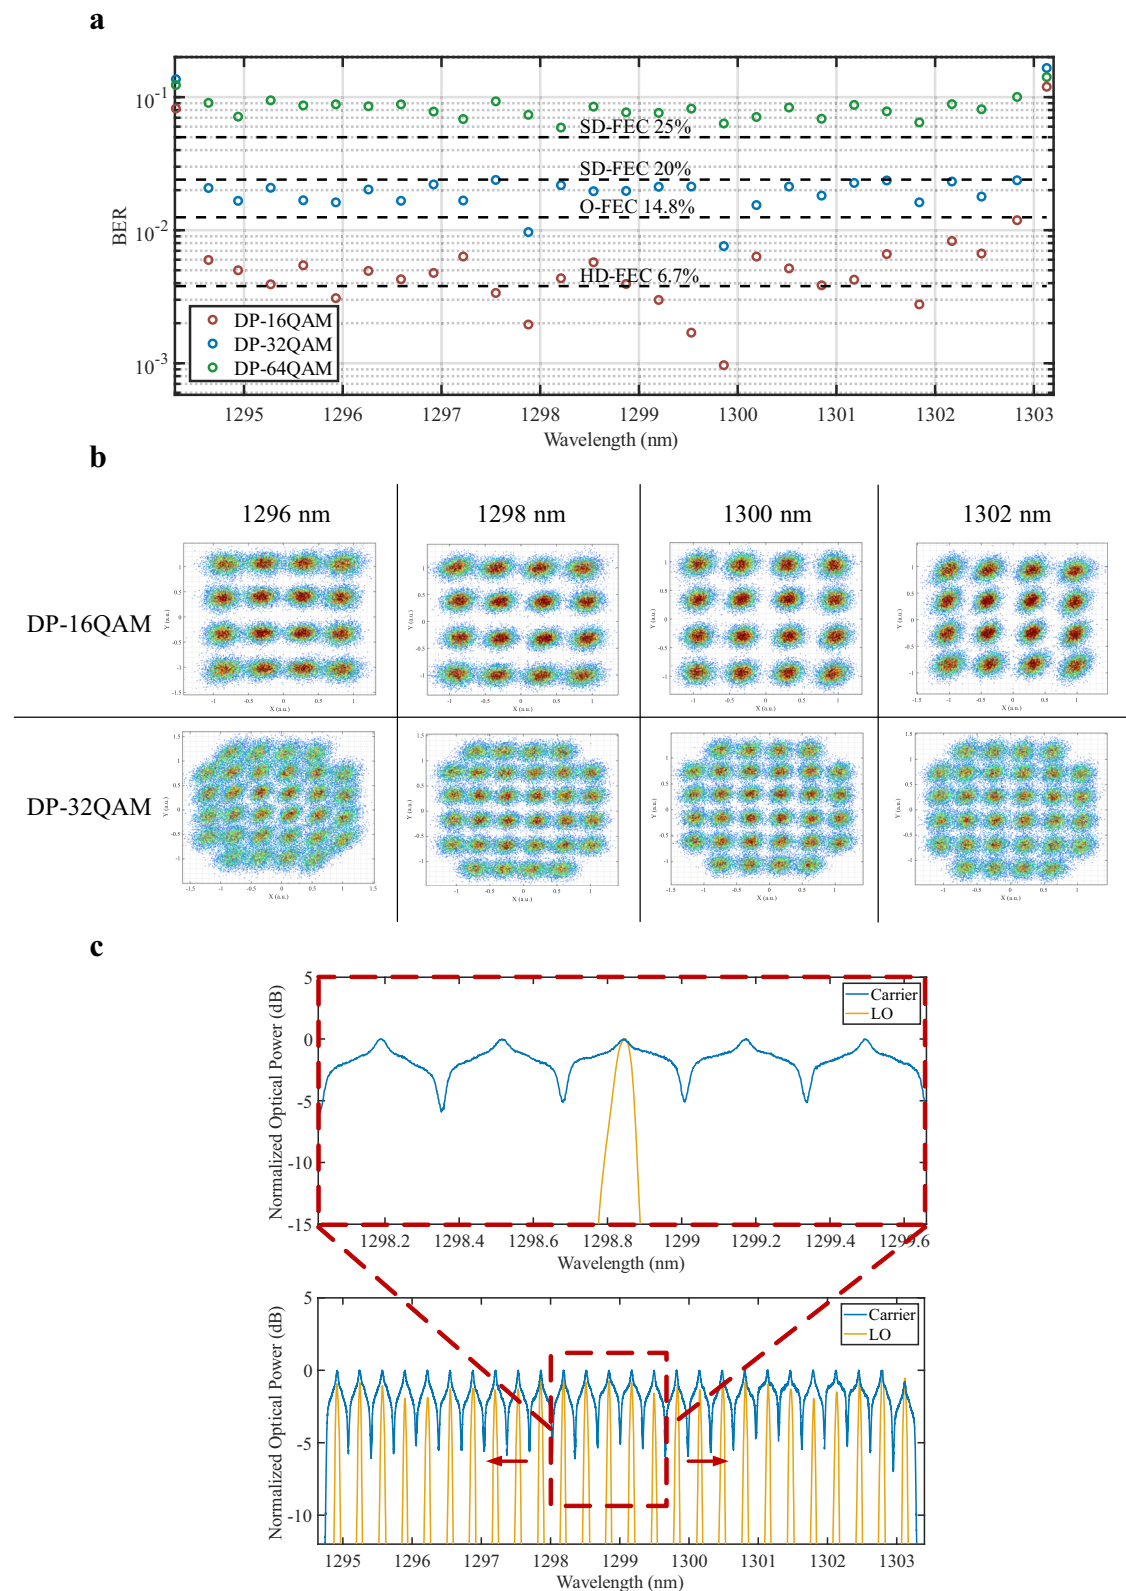 a
10^-1
10^-2
10^-3
BER
SD-FEC 25%
SD-FEC 20%
O-FEC 14.8%
HD-FEC 6.7%
DP-16QAM
DP-32QAM
DP-64QAM
1295 1296 1297 1298 1299 1300 1301 1302 1303
Wavelength (nm)
b
1296 nm 1298 nm 1300 nm 1302 nm
DP-16QAM
Y (a.u.) Y (a.u.) Y (a.u.) Y (a.u.)
X (a.u.) X (a.u.) X (a.u.) X (a.u.)
DP-32QAM
Y (a.u.) Y (a.u.) Y (a.u.) Y (a.u.)
X (a.u.) X (a.u.) X (a.u.) X (a.u.)
c
5
0
-5
-10
-15
Normalized Optical Power (dB)
Carrier
LO
1298.2 1298.4 1298.6 1298.8 1299 1299.2 1299.4 1299.6
Wavelength (nm)
5
0
-5
-10
Normalized Optical Power (dB)
Carrier
LO
1295 1296 1297 1298 1299 1300 1301 1302 1303
Wavelength (nm)